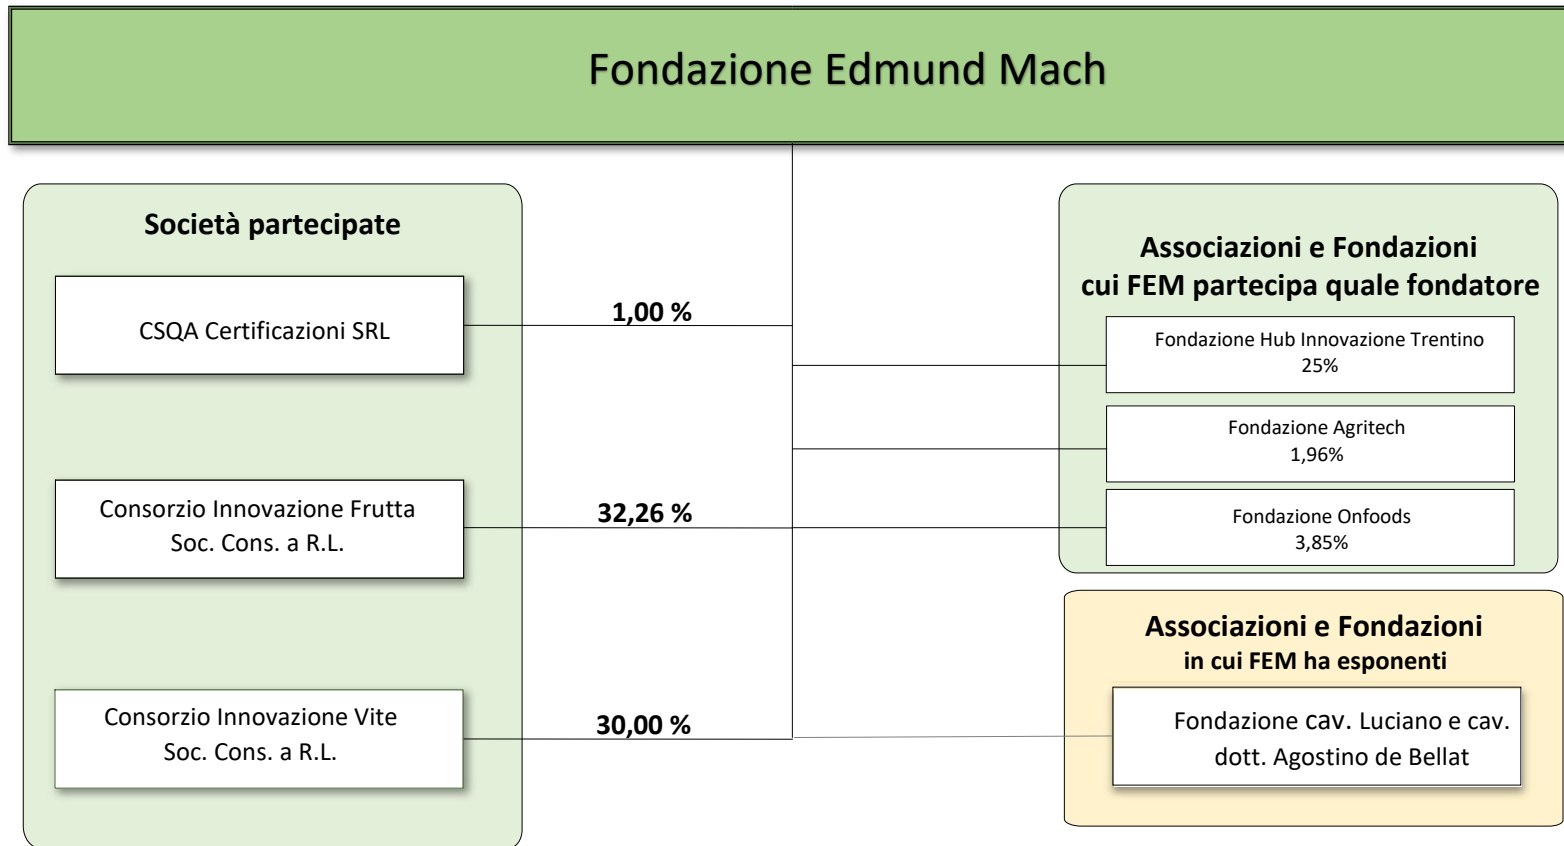 Fondazione Edmund Mach
Società partecipate
CSQA Certificazioni SRL
1,00 %
Consorzio Innovazione Frutta
Soc. Cons. a R.L.
32,26 %
Consorzio Innovazione Vite
Soc. Cons. a R.L.
30,00 %
Associazioni e Fondazioni
cui FEM partecipa quale fondatore
Fondazione Hub Innovazione Trentino
25%
Fondazione Agritech
1,96%
Fondazione Onfoods
3,85%
Associazioni e Fondazioni
in cui FEM ha esponenti
Fondazione cav. Luciano e cav.
dott. Agostino de Bellat